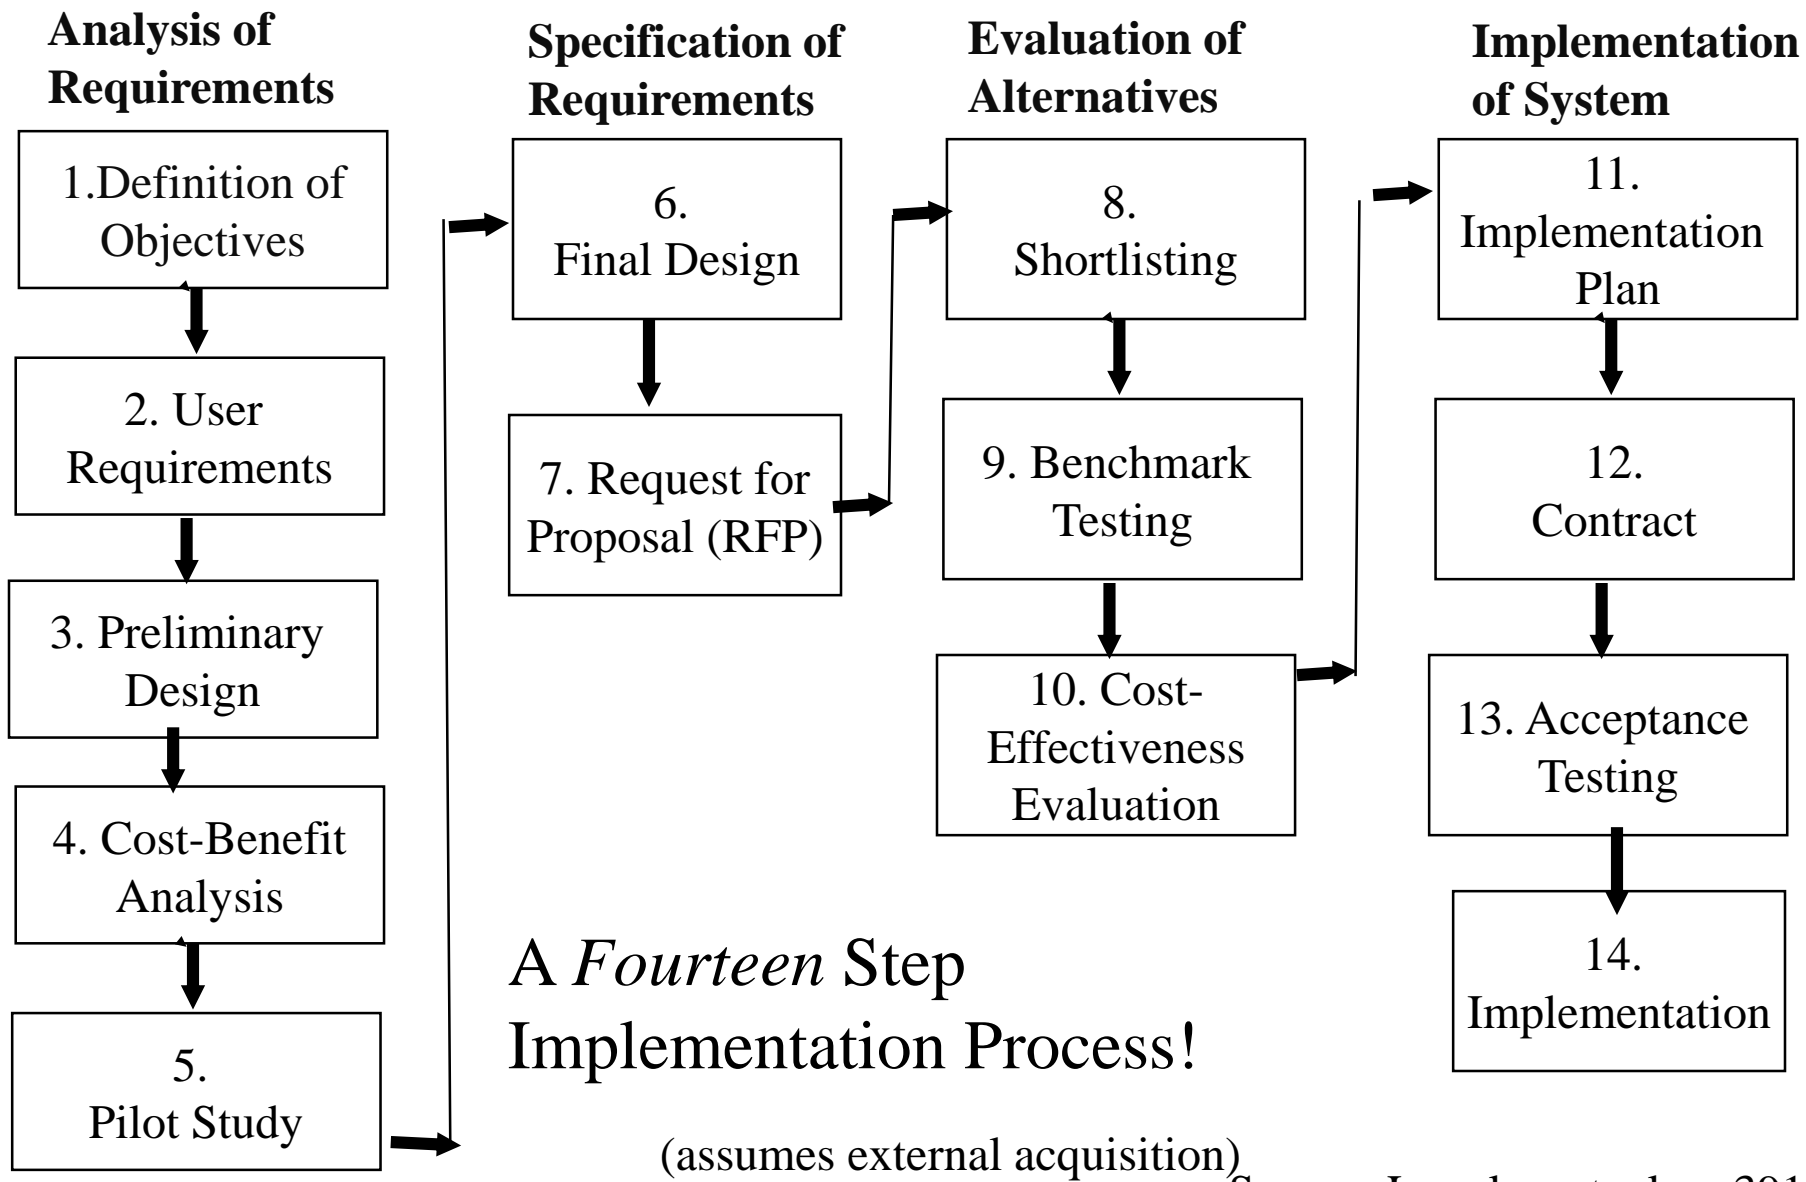 Analysis of
Requirements
1.Definition of
Objectives
2. User
Requirements
3. Preliminary
Design
4. Cost-Benefit
Analysis
5.
Pilot Study
Specification of
Requirements
6.
Final Design
7. Request for
Proposal (RFP)
Evaluation of
Alternatives
8.
Shortlisting
9. Benchmark
Testing
10. Cost-
Effectiveness
Evaluation
Implementation
of System
11.
Implementation
Plan
12.
Contract
13. Acceptance
Testing
14.
Implementation
A Fourteen Step
Implementation Process!
(assumes external acquisition)